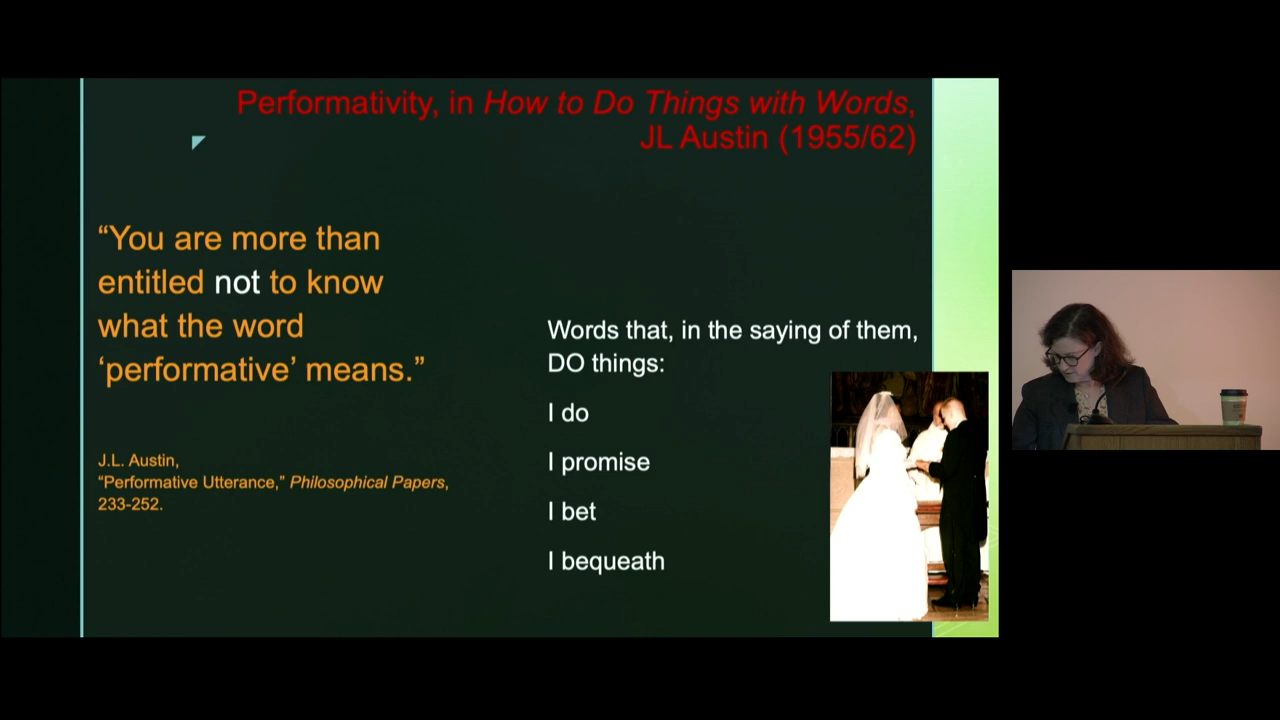 Performativity, in How to Do Things with Words,
JL Austin (1955/62)
“You are more than
entitled not to know
what the word
‘performative’ means.”
J.L. Austin,
“Performative Utterance,” Philosophical Papers,
233-252.
Words that, in the saying of them,
DO things:
I do
I promise
I bet
I bequeath